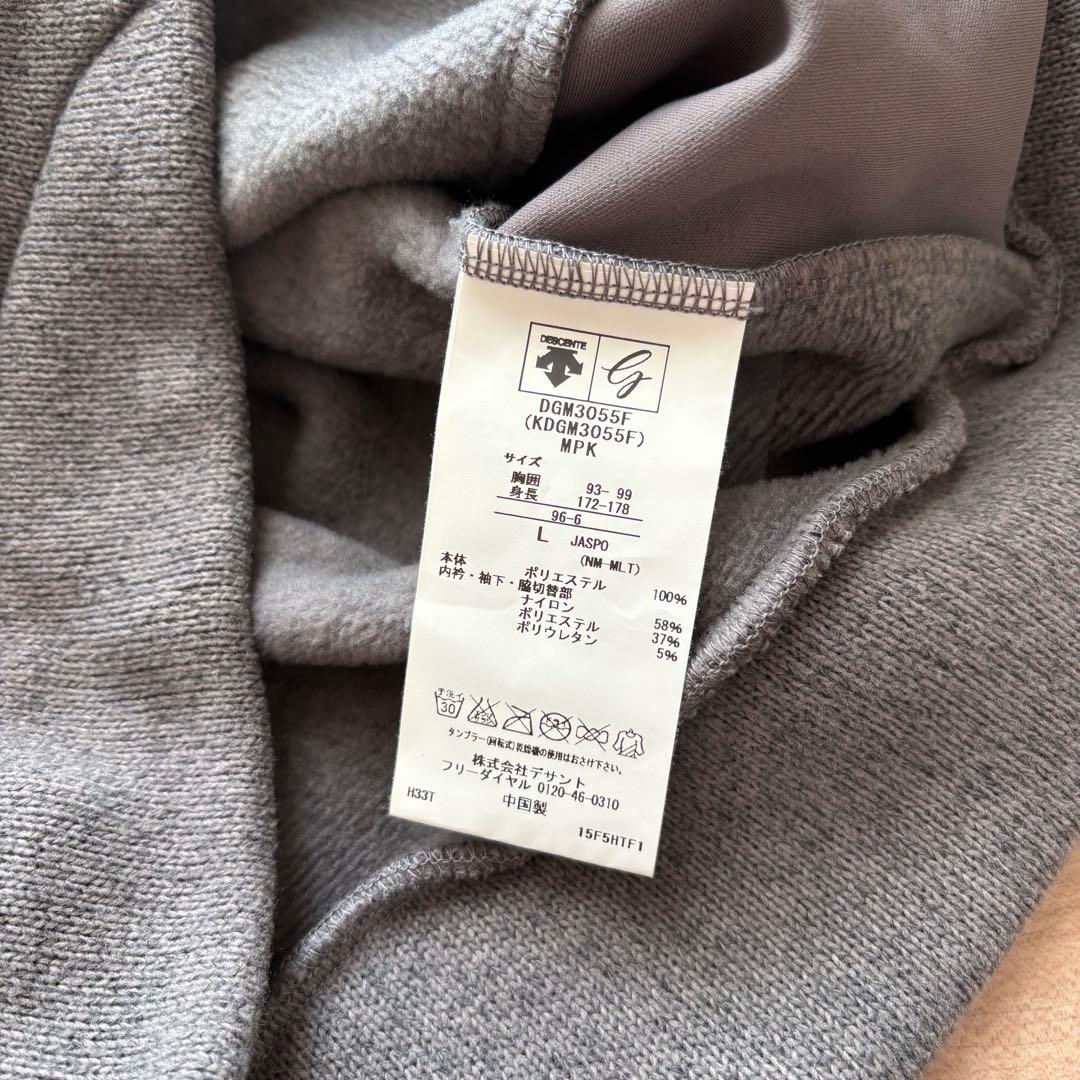 DESCENTE
DGM3055F
(KDGM3055F)
MPK
サイズ
胸囲 93-99
身長 172-178
96-6
L JASPO
(NM-MLT)
本体 ポリエステル 100%
内衿・袖下・脇切替部
ナイロン 58%
ポリエステル 37%
ポリウレタン 5%
手洗イ
30
タンブラー(回転式)乾燥機の使用はおさけ下さい。
株式会社デサント
フリーダイヤル 0120-46-0310
H33T 中国製
15F5HTF1